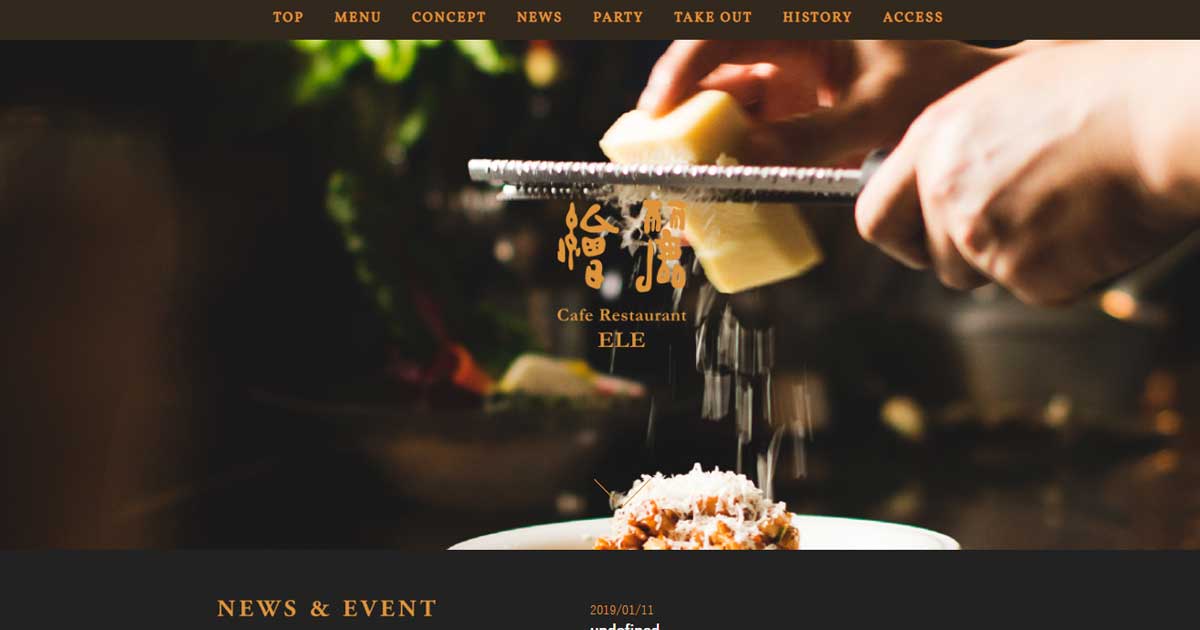 TOP MENU CONCEPT NEWS PARTY TAKE OUT HISTORY ACCESS
繪麗
Cafe Restaurant
ELE
NEWS & EVENT
2019/01/11
undefined